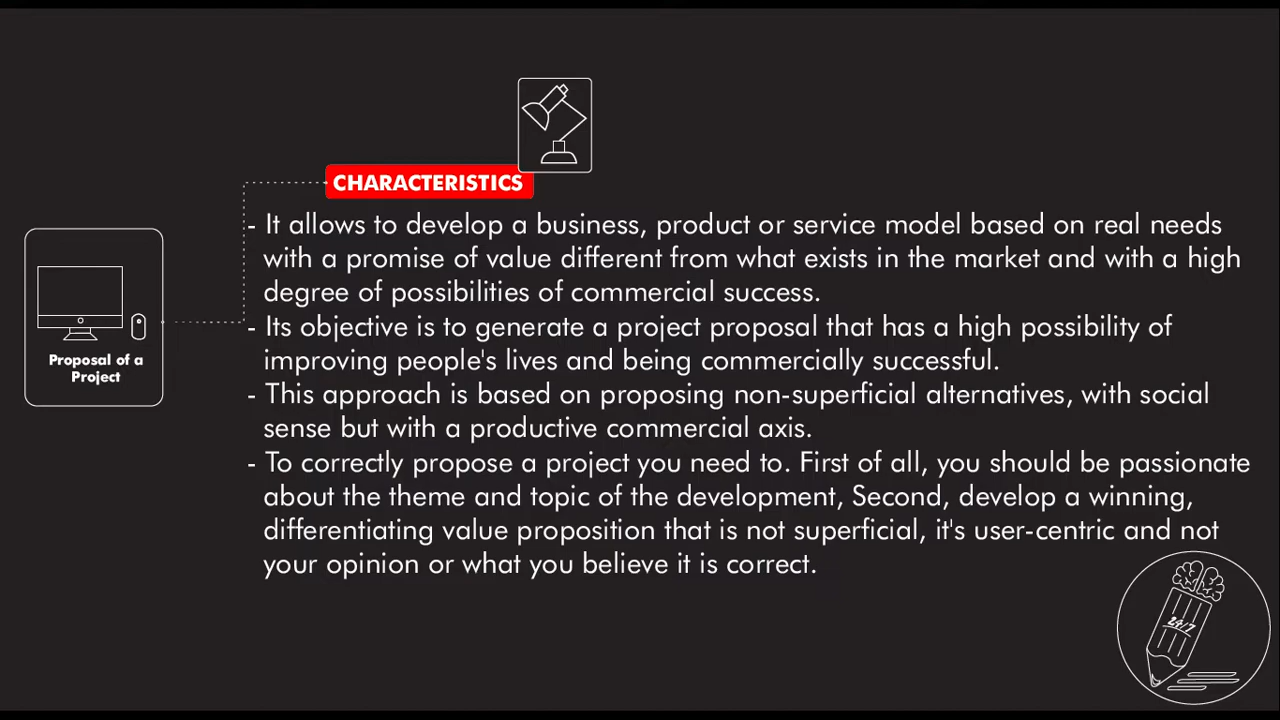 CHARACTERISTICS
- It allows to develop a business, product or service model based on real needs
with a promise of value different from what exists in the market and with a high
degree of possibilities of commercial success.
- Its objective is to generate a project proposal that has a high possibility of
improving people's lives and being commercially successful.
- This approach is based on proposing non-superficial alternatives, with social
sense but with a productive commercial axis.
- To correctly propose a project you need to. First of all, you should be passionate
about the theme and topic of the development, Second, develop a winning,
differentiating value proposition that is not superficial, it's user-centric and not
your opinion or what you believe it is correct.
Proposal of a
Project
24/7